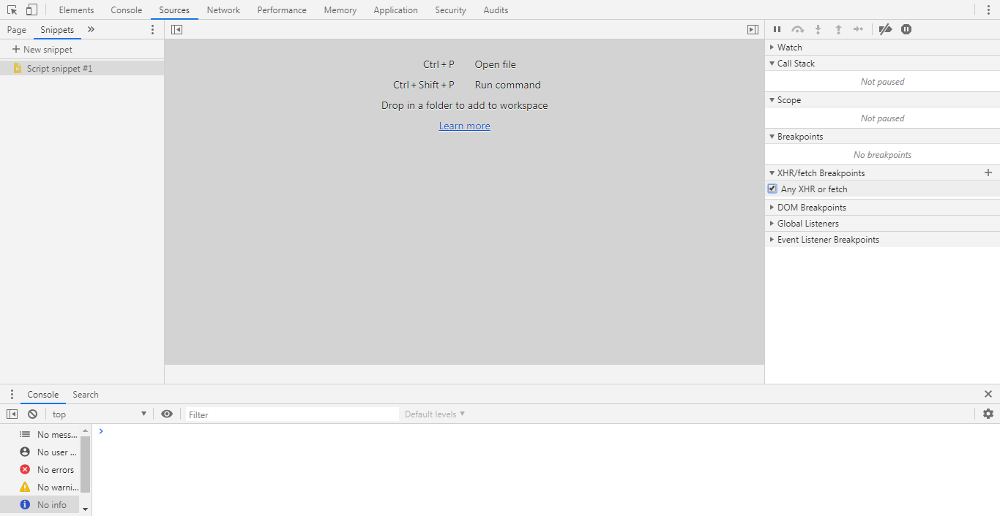 Elements Console Sources Network Performance Memory Application Security Audits
Page Snippets
New snippet
Script snippet #1
Ctrl + P Open file
Ctrl + Shift + P Run command
Drop in a folder to add to workspace
Learn more
Watch
Call Stack
Not paused
Scope
Not paused
Breakpoints
No breakpoints
XHR/fetch Breakpoints
Any XHR or fetch
DOM Breakpoints
Global Listeners
Event Listener Breakpoints
Console Search
top Filter Default levels
No mess...
No user ...
No errors
No warni...
No info